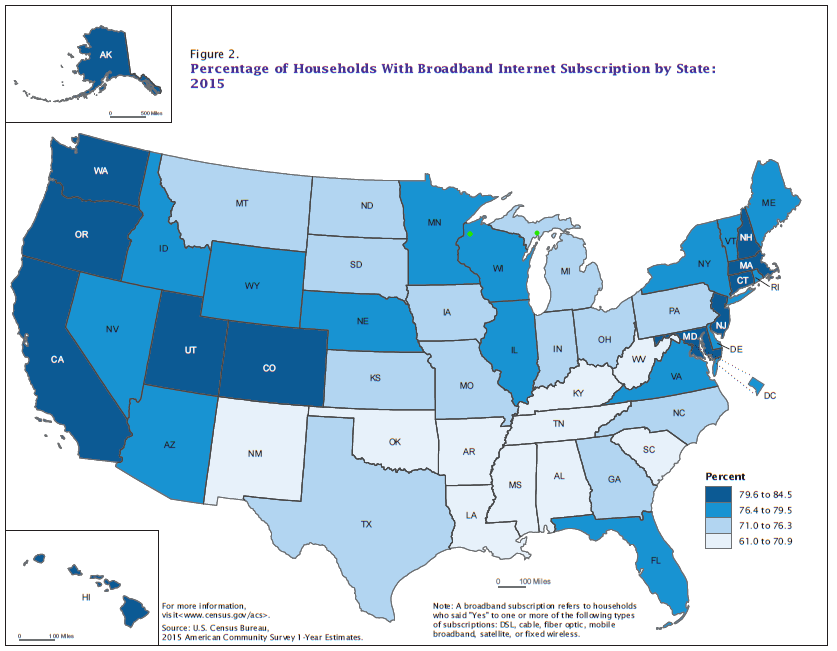 AK
500 Miles
0
Figure 2.
Percentage of Households With Broadband Internet Subscription by State:
2015
WA
MT
ND
MN
ME
OR
ID
SD
WI
VT
NH
NY
MA
CT
RI
WY
MI
IA
PA
NV
NE
NJ
UT
CO
IL
IN
OH
MD
DE
CA
KS
MO
WV
VA
DC
KY
NC
TN
AZ
NM
OK
AR
SC
MS
AL
GA
LA
TX
FL
Percent
79.6 to 84.5
76.4 to 79.5
71.0 to 76.3
61.0 to 70.9
0 100 Miles
HI
0 100 Miles
For more information,
visit<www.census.gov/acs>.
Source: U.S. Census Bureau,
2015 American Community Survey 1-Year Estimates.
Note: A broadband subscription refers to households
who said "Yes" to one or more of the following types
of subscriptions: DSL, cable, fiber optic, mobile
broadband, satellite, or fixed wireless.